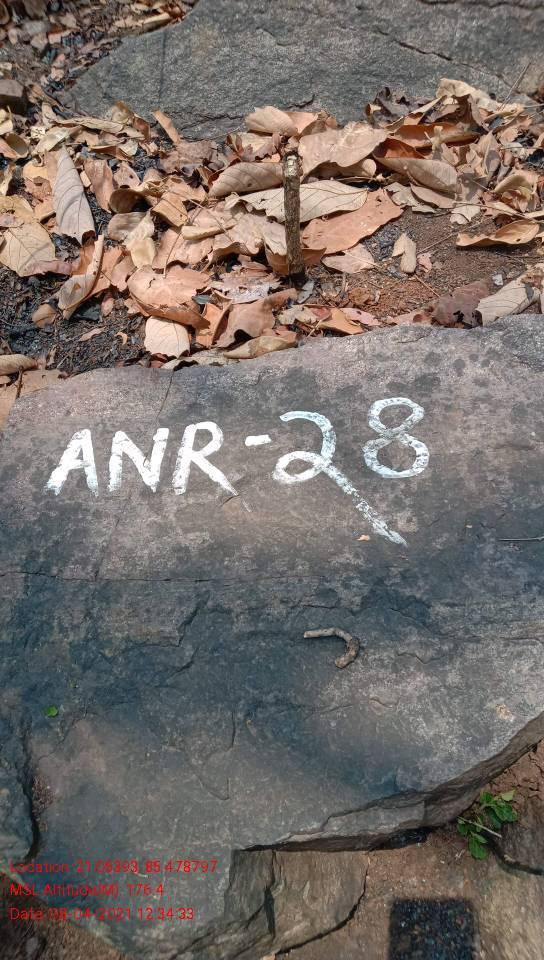 ANR-28
Location: 21.05393, 85.478797
MSL Altitude(M): 176.4
Date: 08-04-2021 12:34:33